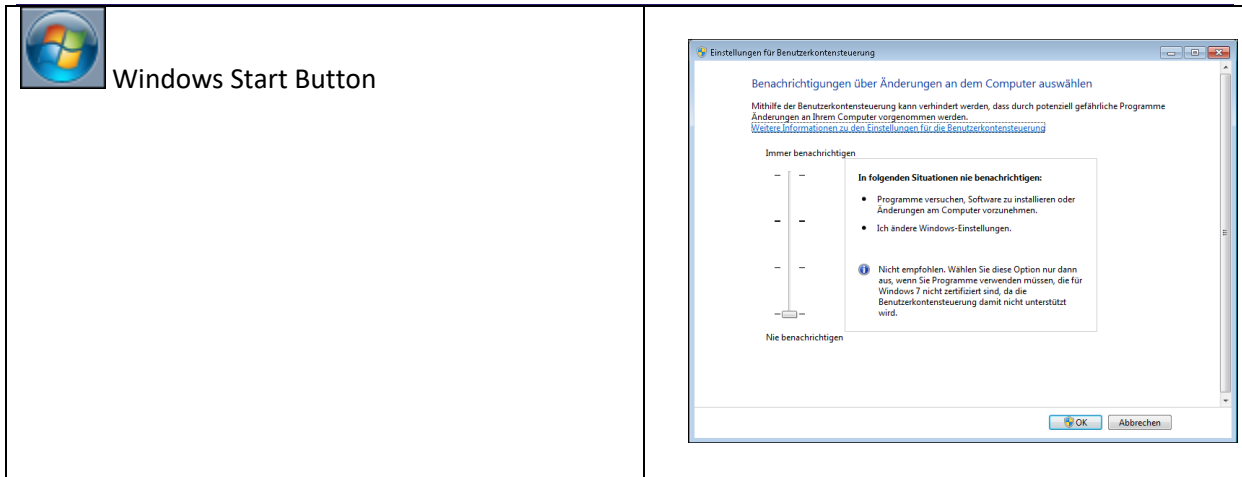 Windows Start Button
Einstellungen für Benutzerkontensteuerung
Benachrichtigungen über Änderungen an dem Computer auswählen
Mithilfe der Benutzerkontensteuerung kann verhindert werden, dass durch potenziell gefährliche Programme
Änderungen an Ihrem Computer vorgenommen werden.
Weitere Informationen zu den Einstellungen für die Benutzerkontensteuerung
Immer benachrichtigen
In folgenden Situationen nie benachrichtigen:
• Programme versuchen, Software zu installieren oder
Änderungen am Computer vorzunehmen.
• Ich ändere Windows-Einstellungen.
Nicht empfohlen. Wählen Sie diese Option nur dann
aus, wenn Sie Programme verwenden müssen, die für
Windows 7 nicht zertifiziert sind, da die
Benutzerkontensteuerung damit nicht unterstützt
wird.
Nie benachrichtigen
OK Abbrechen